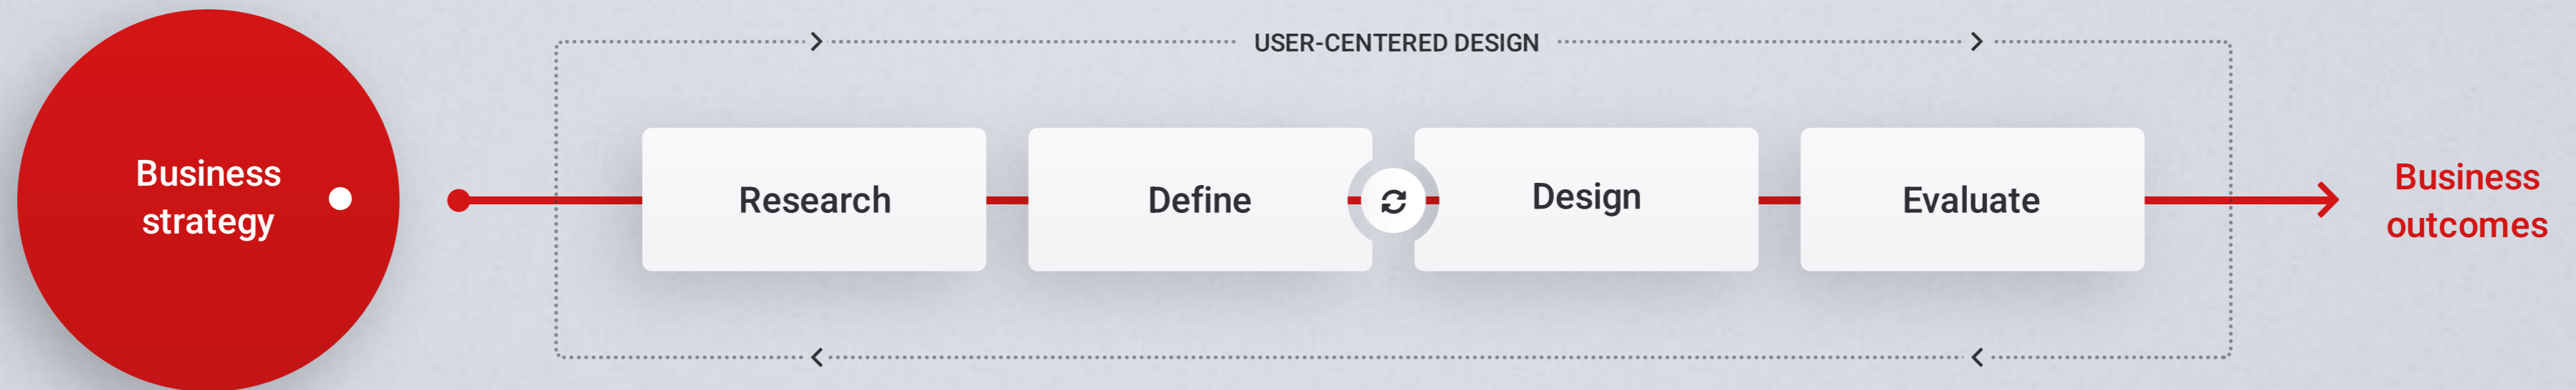 USER-CENTERED DESIGN
Business
strategy
Research
Define
Design
Evaluate
Business
outcomes